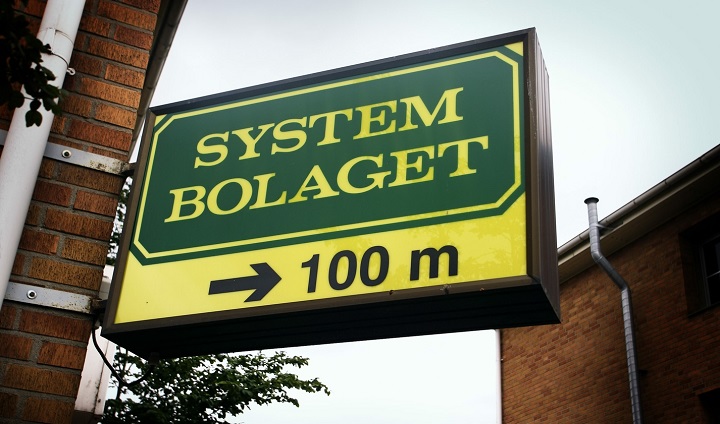 SYSTEM
BOLAGET
→ 100 m